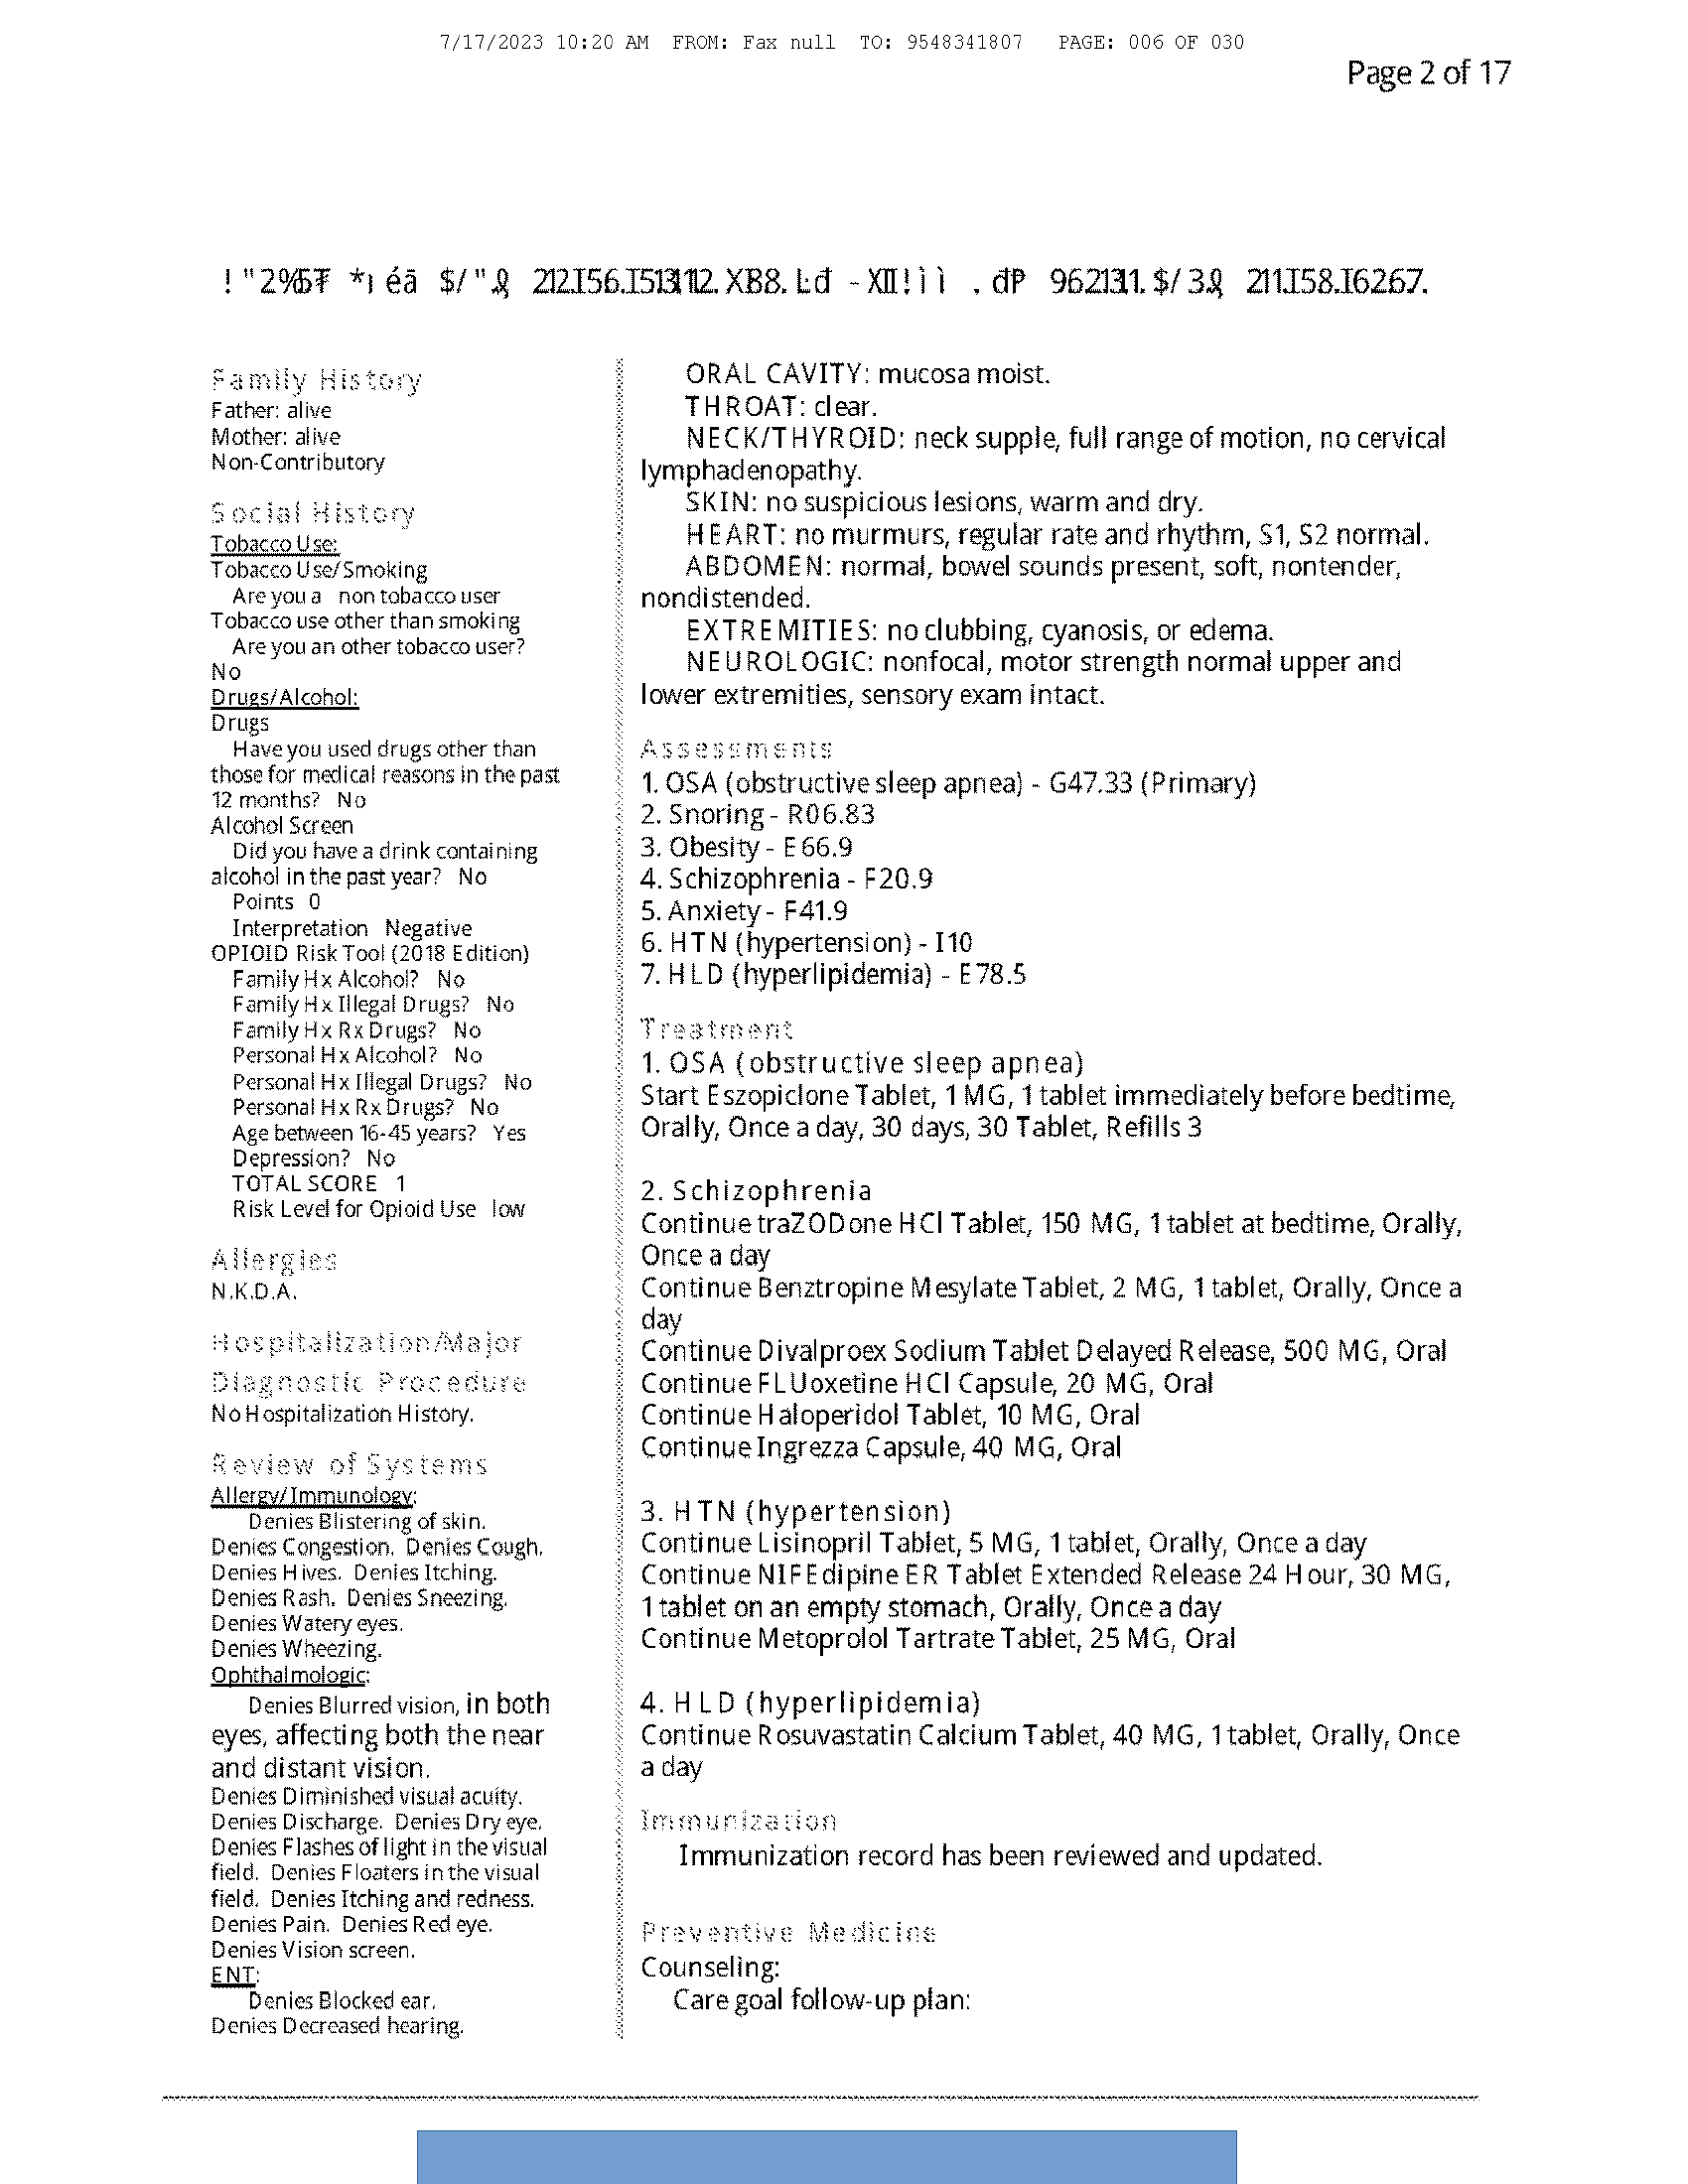 7/17/2023 10:20 AM FROM: Fax null TO: 9548341807 PAGE: 006 OF 030
Page 2 of 17
Family History
Father: alive
Mother: alive
Non-Contributory
Social History
Tobacco Use:
Tobacco Use/Smoking
Are you a non tobacco user
Tobacco use other than smoking
Are you an other tobacco user?
No
Drugs/Alcohol:
Drugs
Have you used drugs other than
those for medical reasons in the past
12 months? No
Alcohol Screen
Did you have a drink containing
alcohol in the past year? No
Points 0
Interpretation Negative
OPIOID Risk Tool (2018 Edition)
Family Hx Alcohol? No
Family Hx Illegal Drugs? No
Family Hx Rx Drugs? No
Personal Hx Alcohol? No
Personal Hx Illegal Drugs? No
Personal Hx Rx Drugs? No
Age between 16-45 years? Yes
Depression? No
TOTAL SCORE 1
Risk Level for Opioid Use low
Allergies
N.K.D.A.
Hospitalization/Major
Diagnostic Procedure
No Hospitalization History.
Review of Systems
Allergy/Immunology:
Denies Blistering of skin.
Denies Congestion. Denies Cough.
Denies Hives. Denies Itching.
Denies Rash. Denies Sneezing.
Denies Watery eyes.
Denies Wheezing.
Ophthalmologic:
Denies Blurred vision, in both
eyes, affecting both the near
and distant vision.
Denies Diminished visual acuity.
Denies Discharge. Denies Dry eye.
Denies Flashes of light in the visual
field. Denies Floaters in the visual
field. Denies Itching and redness.
Denies Pain. Denies Red eye.
Denies Vision screen.
ENT:
Denies Blocked ear.
Denies Decreased hearing.
ORAL CAVITY: mucosa moist.
THROAT: clear.
NECK/THYROID: neck supple, full range of motion, no cervical
lymphadenopathy.
SKIN: no suspicious lesions, warm and dry.
HEART: no murmurs, regular rate and rhythm, S1, S2 normal.
ABDOMEN: normal, bowel sounds present, soft, nontender,
nondistended.
EXTREMITIES: no clubbing, cyanosis, or edema.
NEUROLOGIC: nonfocal, motor strength normal upper and
lower extremities, sensory exam intact.
Assessments
1. OSA (obstructive sleep apnea) - G47.33 (Primary)
2. Snoring - R06.83
3. Obesity - E66.9
4. Schizophrenia - F20.9
5. Anxiety - F41.9
6. HTN (hypertension) - I10
7. HLD (hyperlipidemia) - E78.5
Treatment
1. OSA (obstructive sleep apnea)
Start Eszopiclone Tablet, 1 MG, 1 tablet immediately before bedtime,
Orally, Once a day, 30 days, 30 Tablet, Refills 3
2. Schizophrenia
Continue traZODone HCl Tablet, 150 MG, 1 tablet at bedtime, Orally,
Once a day
Continue Benztropine Mesylate Tablet, 2 MG, 1 tablet, Orally, Once a
day
Continue Divalproex Sodium Tablet Delayed Release, 500 MG, Oral
Continue FLUoxetine HCl Capsule, 20 MG, Oral
Continue Haloperidol Tablet, 10 MG, Oral
Continue Ingrezza Capsule, 40 MG, Oral
3. HTN (hypertension)
Continue Lisinopril Tablet, 5 MG, 1 tablet, Orally, Once a day
Continue NIFEdipine ER Tablet Extended Release 24 Hour, 30 MG,
1 tablet on an empty stomach, Orally, Once a day
Continue Metoprolol Tartrate Tablet, 25 MG, Oral
4. HLD (hyperlipidemia)
Continue Rosuvastatin Calcium Tablet, 40 MG, 1 tablet, Orally, Once
a day
Immunization
Immunization record has been reviewed and updated.
Preventive Medicine
Counseling:
Care goal follow-up plan: